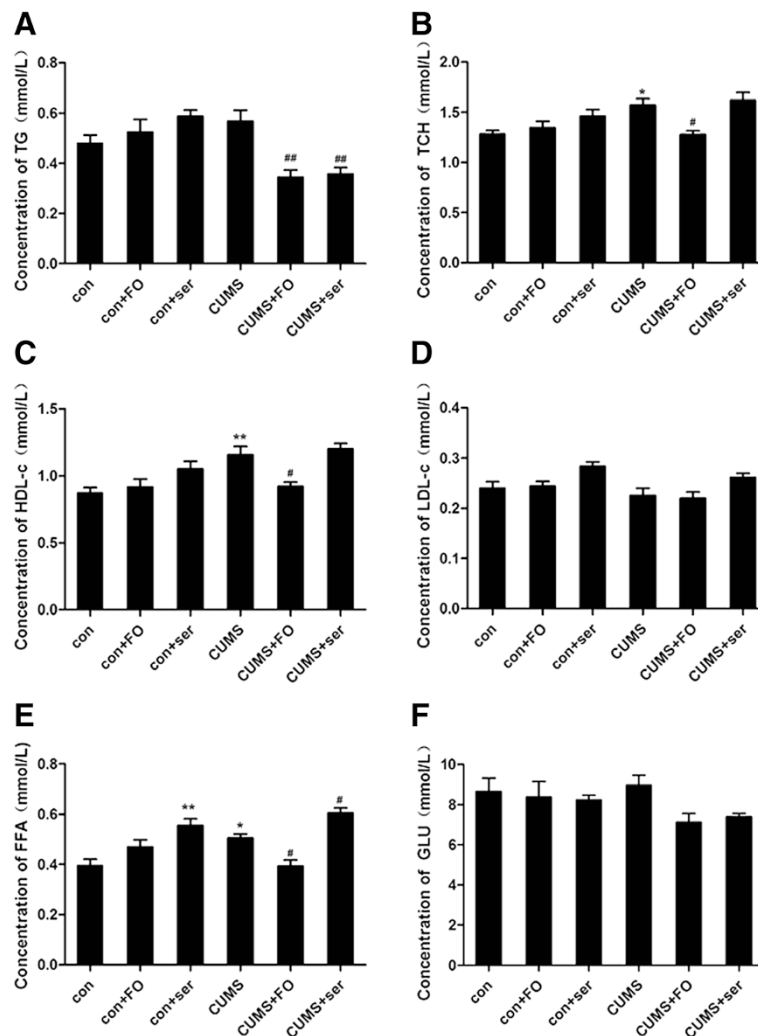 A
Concentration of TG（mmol/L）
0.8
0.6
0.4
0.2
0.0
##
##
con
con+FO
con+ser
CUMS
CUMS+FO
CUMS+ser
B
Concentration of TCH（mmol/L）
2.0
1.5
1.0
0.5
0.0
*
#
con
con+FO
con+ser
CUMS
CUMS+FO
CUMS+ser
C
Concentration of HDL-c（mmol/L）
1.5
1.0
0.5
0.0
**
#
con
con+FO
con+ser
CUMS
CUMS+FO
CUMS+ser
D
Concentration of LDL-c（mmol/L）
0.4
0.3
0.2
0.1
0.0
con
con+FO
con+ser
CUMS
CUMS+FO
CUMS+ser
E
Concentration of FFA（mmol/L)
0.8
0.6
0.4
0.2
0.0
**
*
#
#
con
con+FO
con+ser
CUMS
CUMS+FO
CUMS+ser
F
Concentration of GLU（mmol/L）
10
8
6
4
2
0
con
con+FO
con+ser
CUMS
CUMS+FO
CUMS+ser